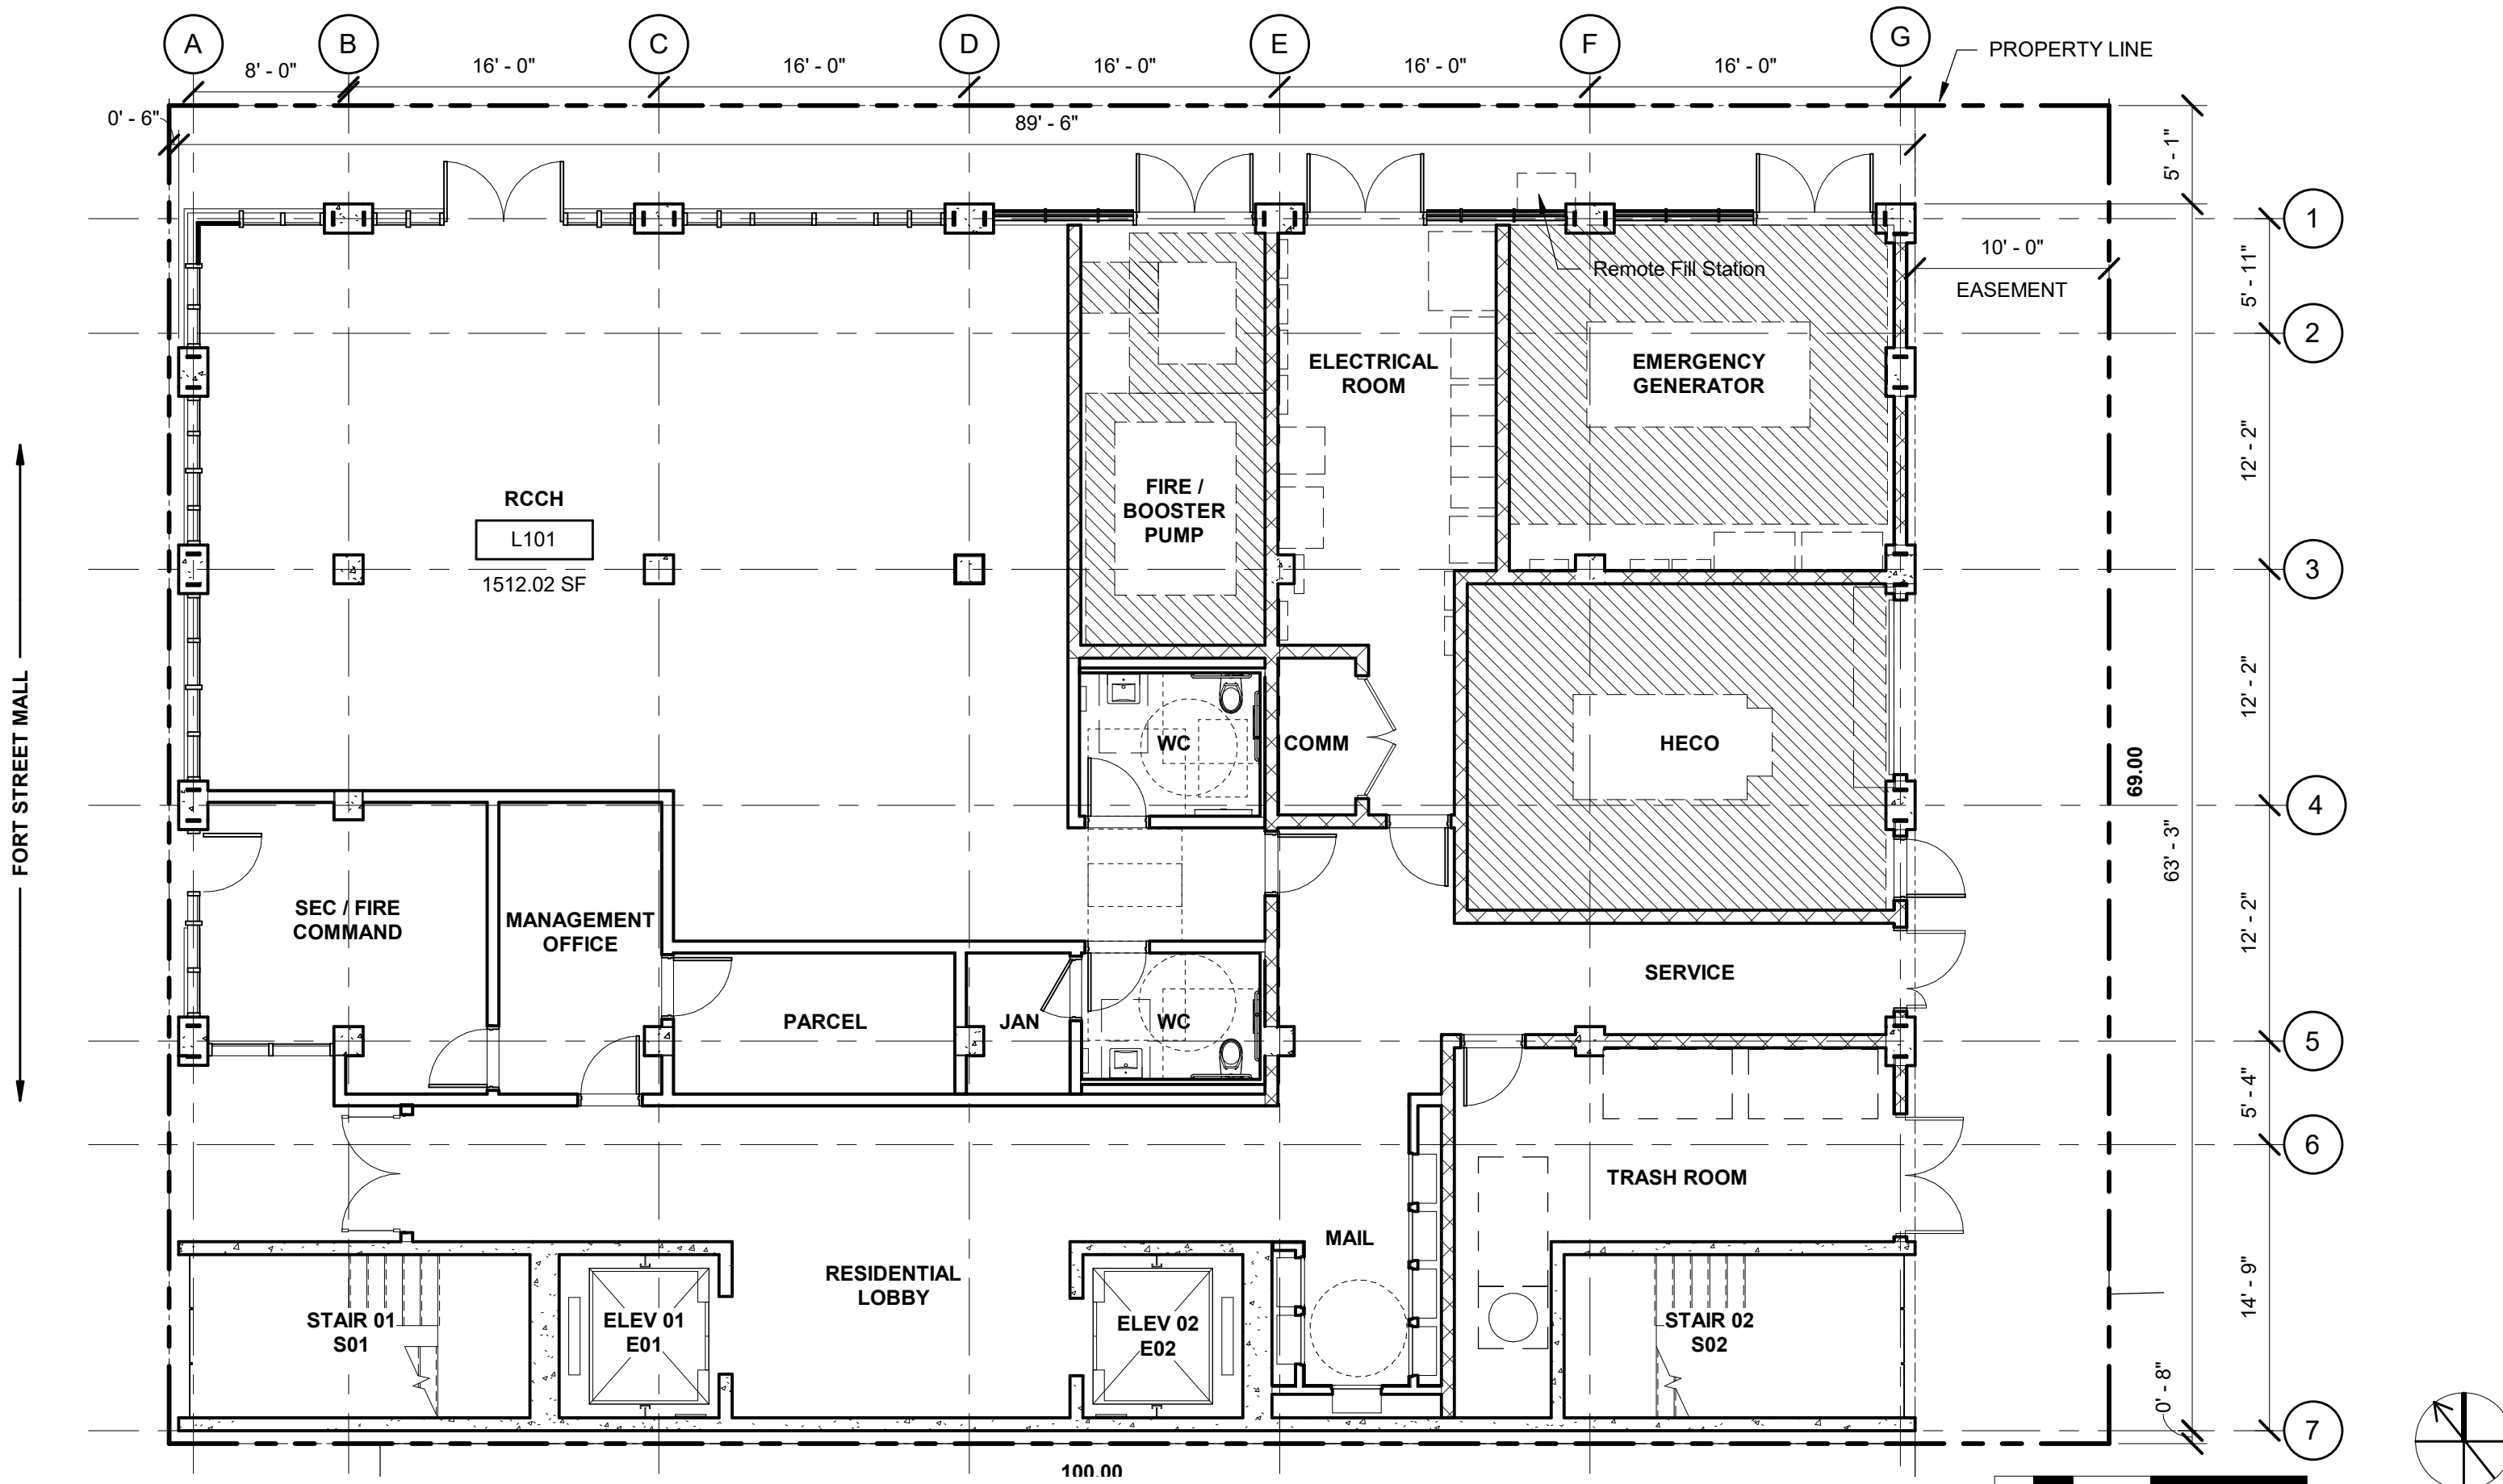 A
B
C
D
E
F
G
PROPERTY LINE
8' - 0"
16' - 0"
16' - 0"
16' - 0"
16' - 0"
16' - 0"
0' - 6"
89' - 6"
5' - 1"
1
10' - 0"
EASEMENT
5' - 11"
Remote Fill Station
2
ELECTRICAL
ROOM
EMERGENCY
GENERATOR
12' - 2"
RCCH
L101
1512.02 SF
FIRE /
BOOSTER
PUMP
3
FORT STREET MALL
12' - 2"
WC
COMM
HECO
69.00
4
63' - 3"
SEC / FIRE
COMMAND
MANAGEMENT
OFFICE
12' - 2"
SERVICE
PARCEL
JAN
WC
5
5' - 4"
6
TRASH ROOM
MAIL
RESIDENTIAL
LOBBY
14' - 9"
STAIR 01
S01
ELEV 01
E01
ELEV 02
E02
STAIR 02
S02
0' - 8"
7
100.00